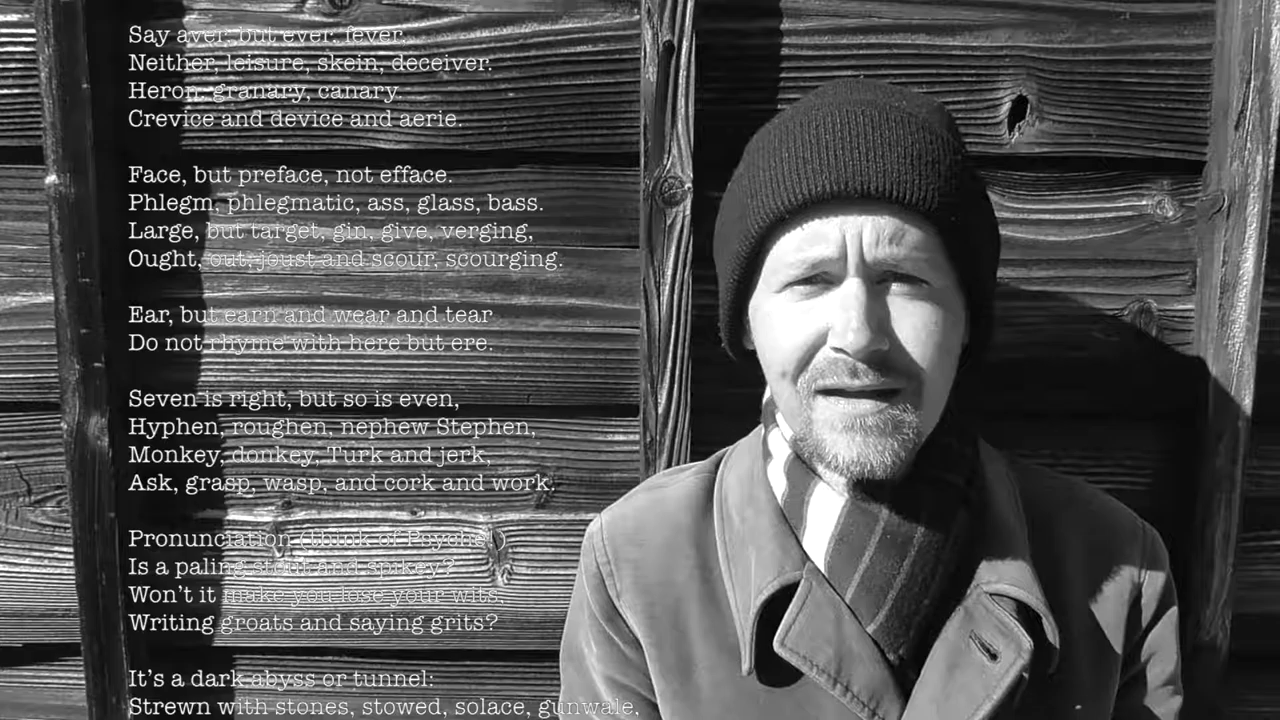 Say aver, but ever, fever.
Neither, leisure, skein, deceiver.
Heron, granary, canary.
Crevice and device and aerie.
Face, but preface, not efface.
Phlegm, phlegmatic, ass, glass, bass.
Large, but target, gin, give, verging,
Ought, out, joust and scour, scourging.
Ear, but earn and wear and tear
Do not rhyme with here but ere.
Seven is right, but so is even,
Hyphen, roughen, nephew Stephen,
Monkey, donkey, Turk and jerk,
Ask, grasp, wasp, and cork and work.
Pronunciation (think of Psyche!)
Is a paling stout and spikey?
Won't it make you lose your wits,
Writing groats and saying grits?
It's a dark abyss or tunnel:
Strewn with stones, stowed, solace, gunwale,